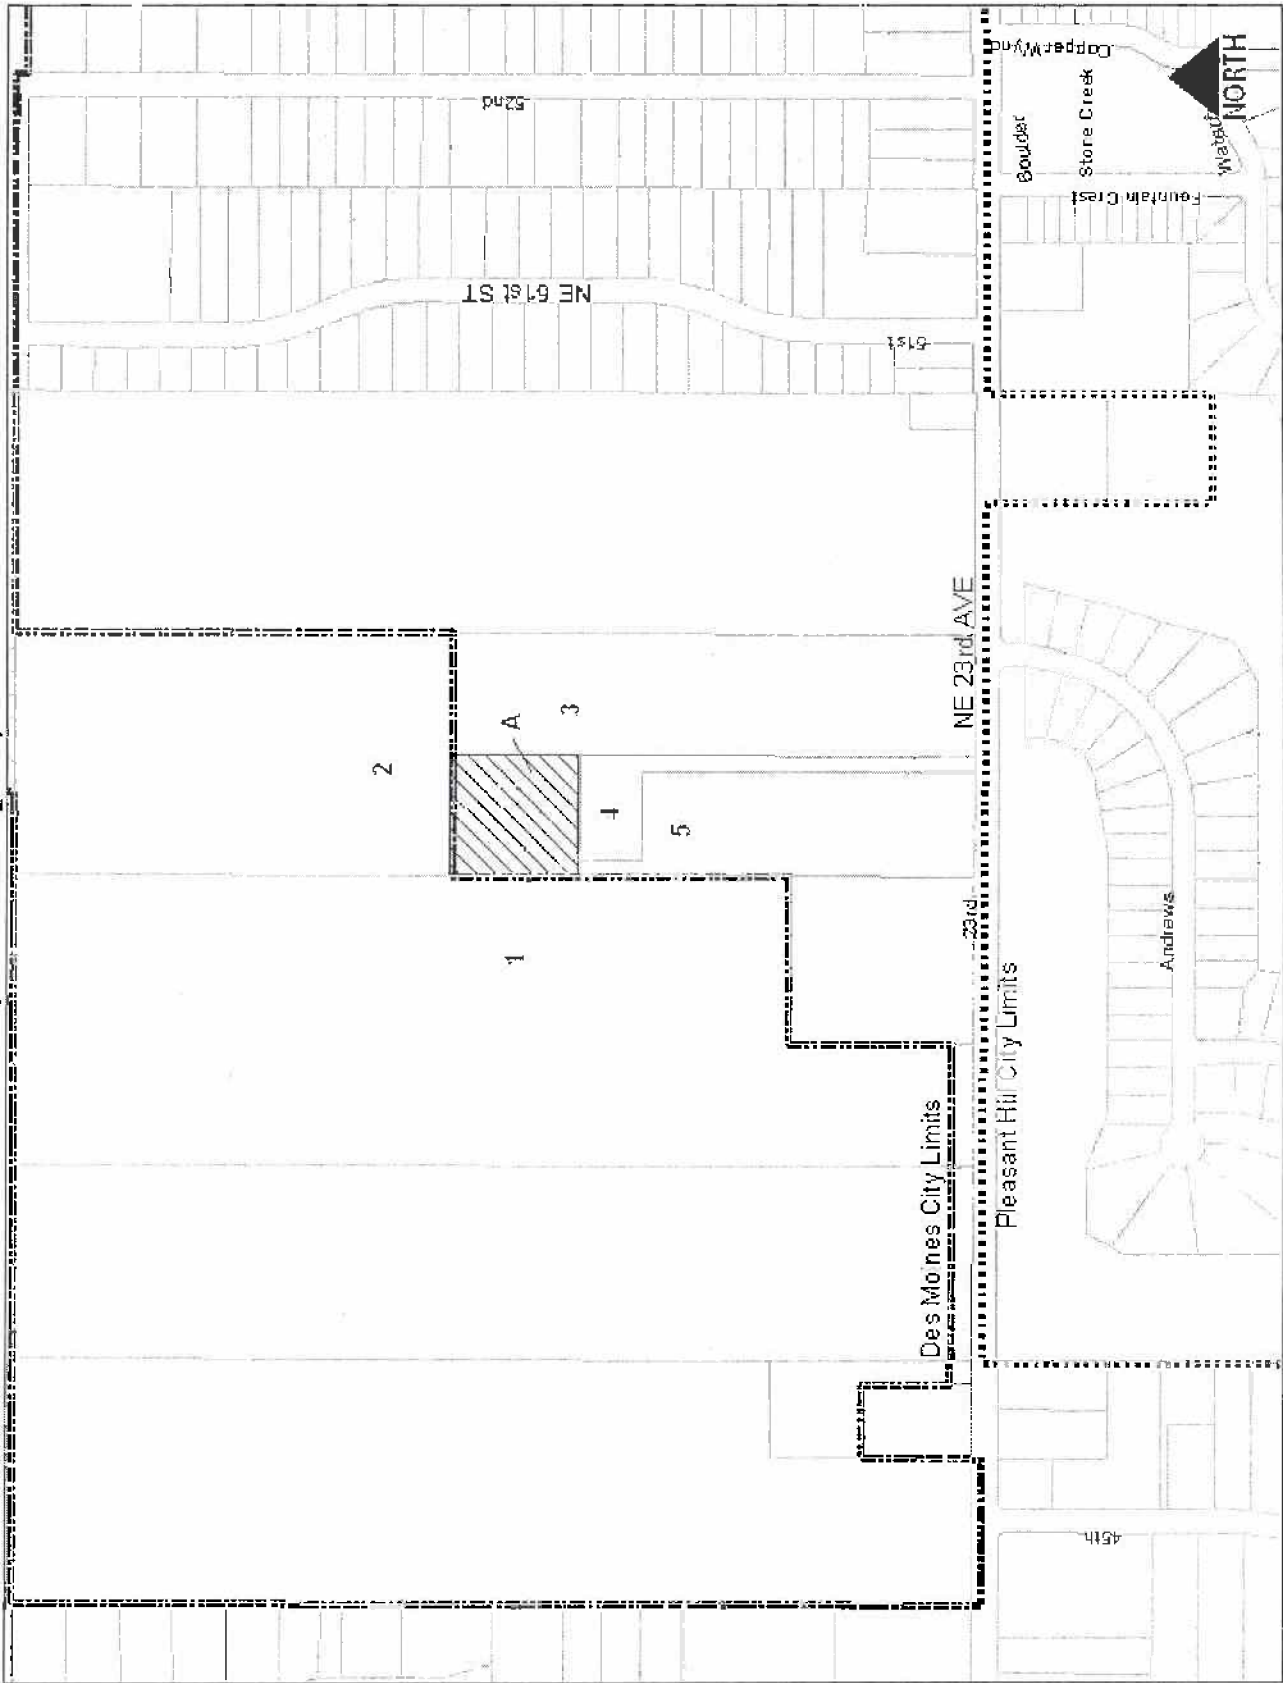 52nd
Copper Wynd
Boulder
Stone Creek
NORTH
Fountain Crest
NE 61st ST
51st
2
A
3
NE 23rd AVE
4
5
1
23rd
Andrews
Pleasant Hill City Limits
Des Moines City Limits
45th